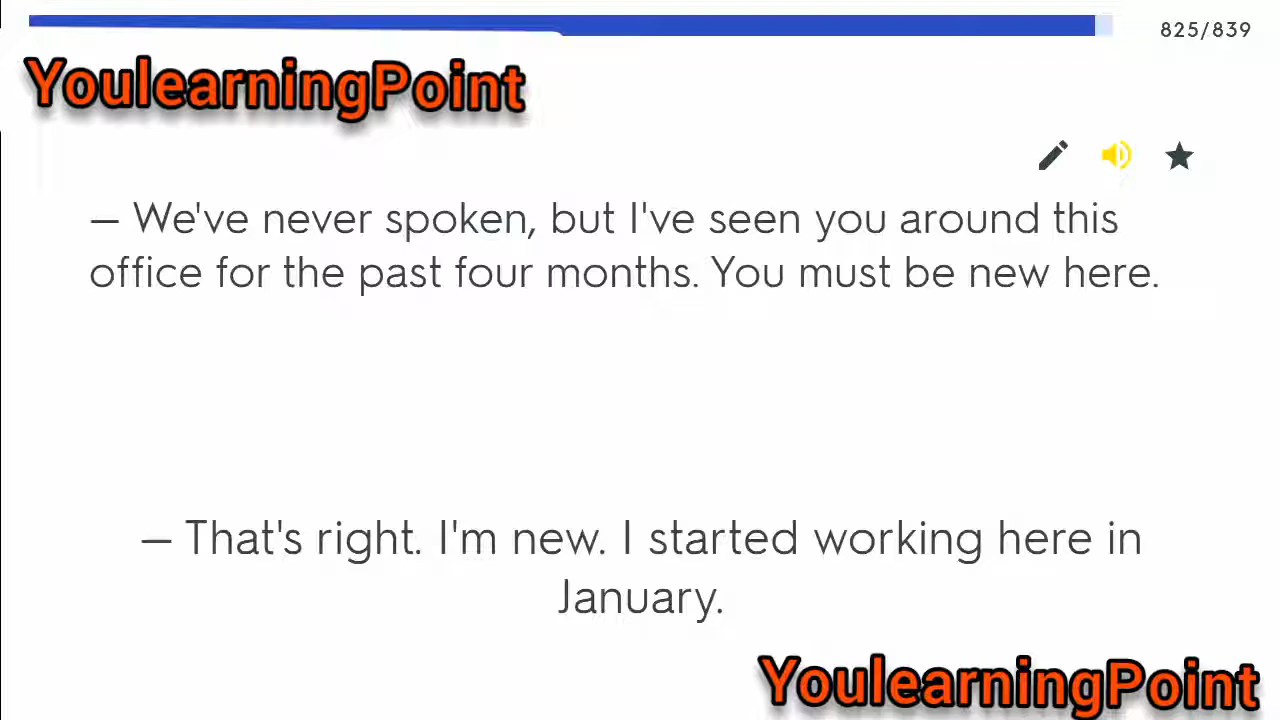 825/839
YoulearningPoint
– We've never spoken, but I've seen you around this
office for the past four months. You must be new here.
– That's right. I'm new. I started working here in
January.
YoulearningPoint